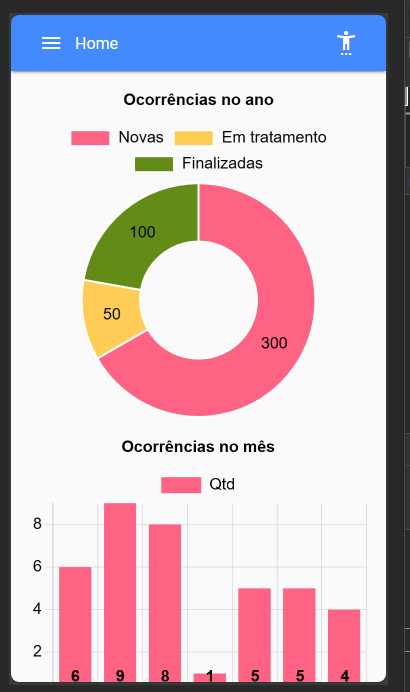 Home
Ocorrências no ano
Novas Em tratamento
Finalizadas
100
50
300
Ocorrências no mês
Qtd
8
6
4
2
6 9 8 1 5 5 4